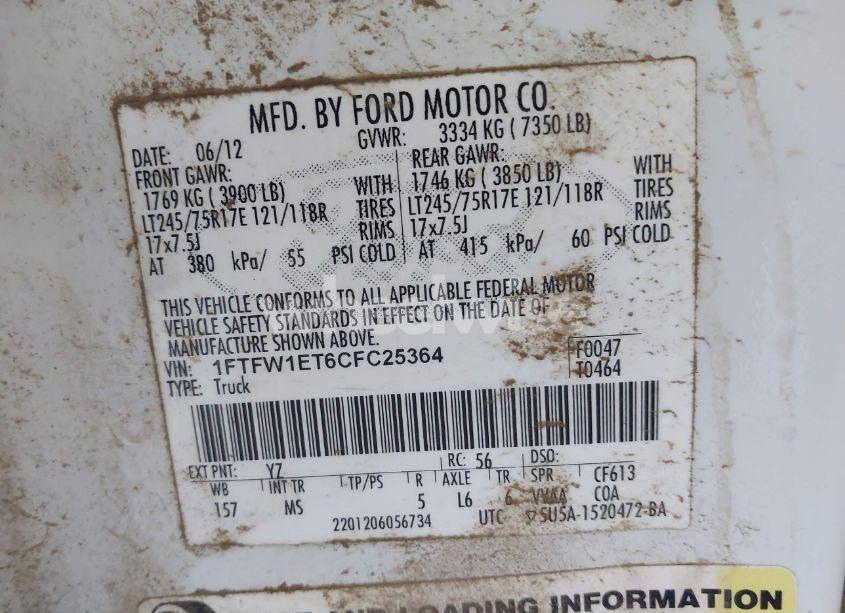 MFD. BY FORD MOTOR CO.
DATE: 06/12 GVWR: 3334 KG ( 7350 LB)
FRONT GAWR: REAR GAWR:
1769 KG ( 3900 LB) WITH 1746 KG ( 3850 LB) WITH
LT245/75R17E 121/118R TIRES LT245/75R17E 121/118R TIRES
17x7.5J RIMS 17x7.5J RIMS
AT 380 kPa/ 55 PSI COLD AT 415 kPa/ 60 PSI COLD
THIS VEHICLE CONFORMS TO ALL APPLICABLE FEDERAL MOTOR
VEHICLE SAFETY STANDARDS IN EFFECT ON THE DATE OF
MANUFACTURE SHOWN ABOVE.
VIN: 1FTFW1ET6CFC25364 F0047
TYPE: Truck T0464
EXT PNT: YZ RC: 56 DSO:
WB INT TR TP/PS R AXLE TR SPR CF613
157 MS 5 L6 6 COA
2201206056734 UTC SU5A-1520472-BA
AND LOADING INFORMATION